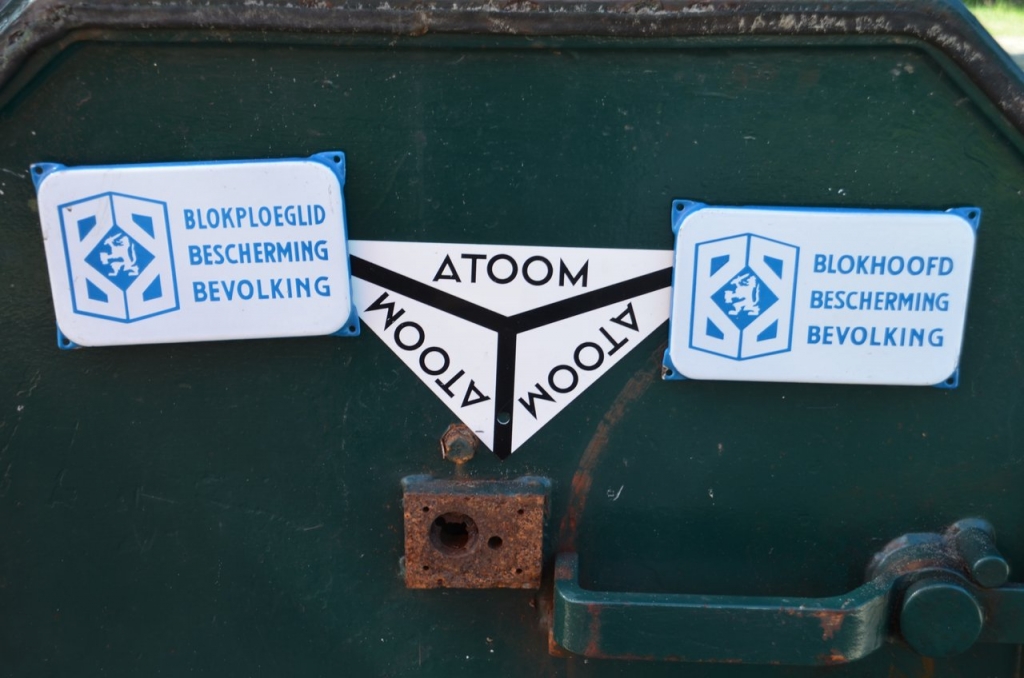 BLOKPLOEGLID
BESCHERMING
BEVOLKING
ATOOM
ATOOM
ATOOM
BLOKHOOFD
BESCHERMING
BEVOLKING